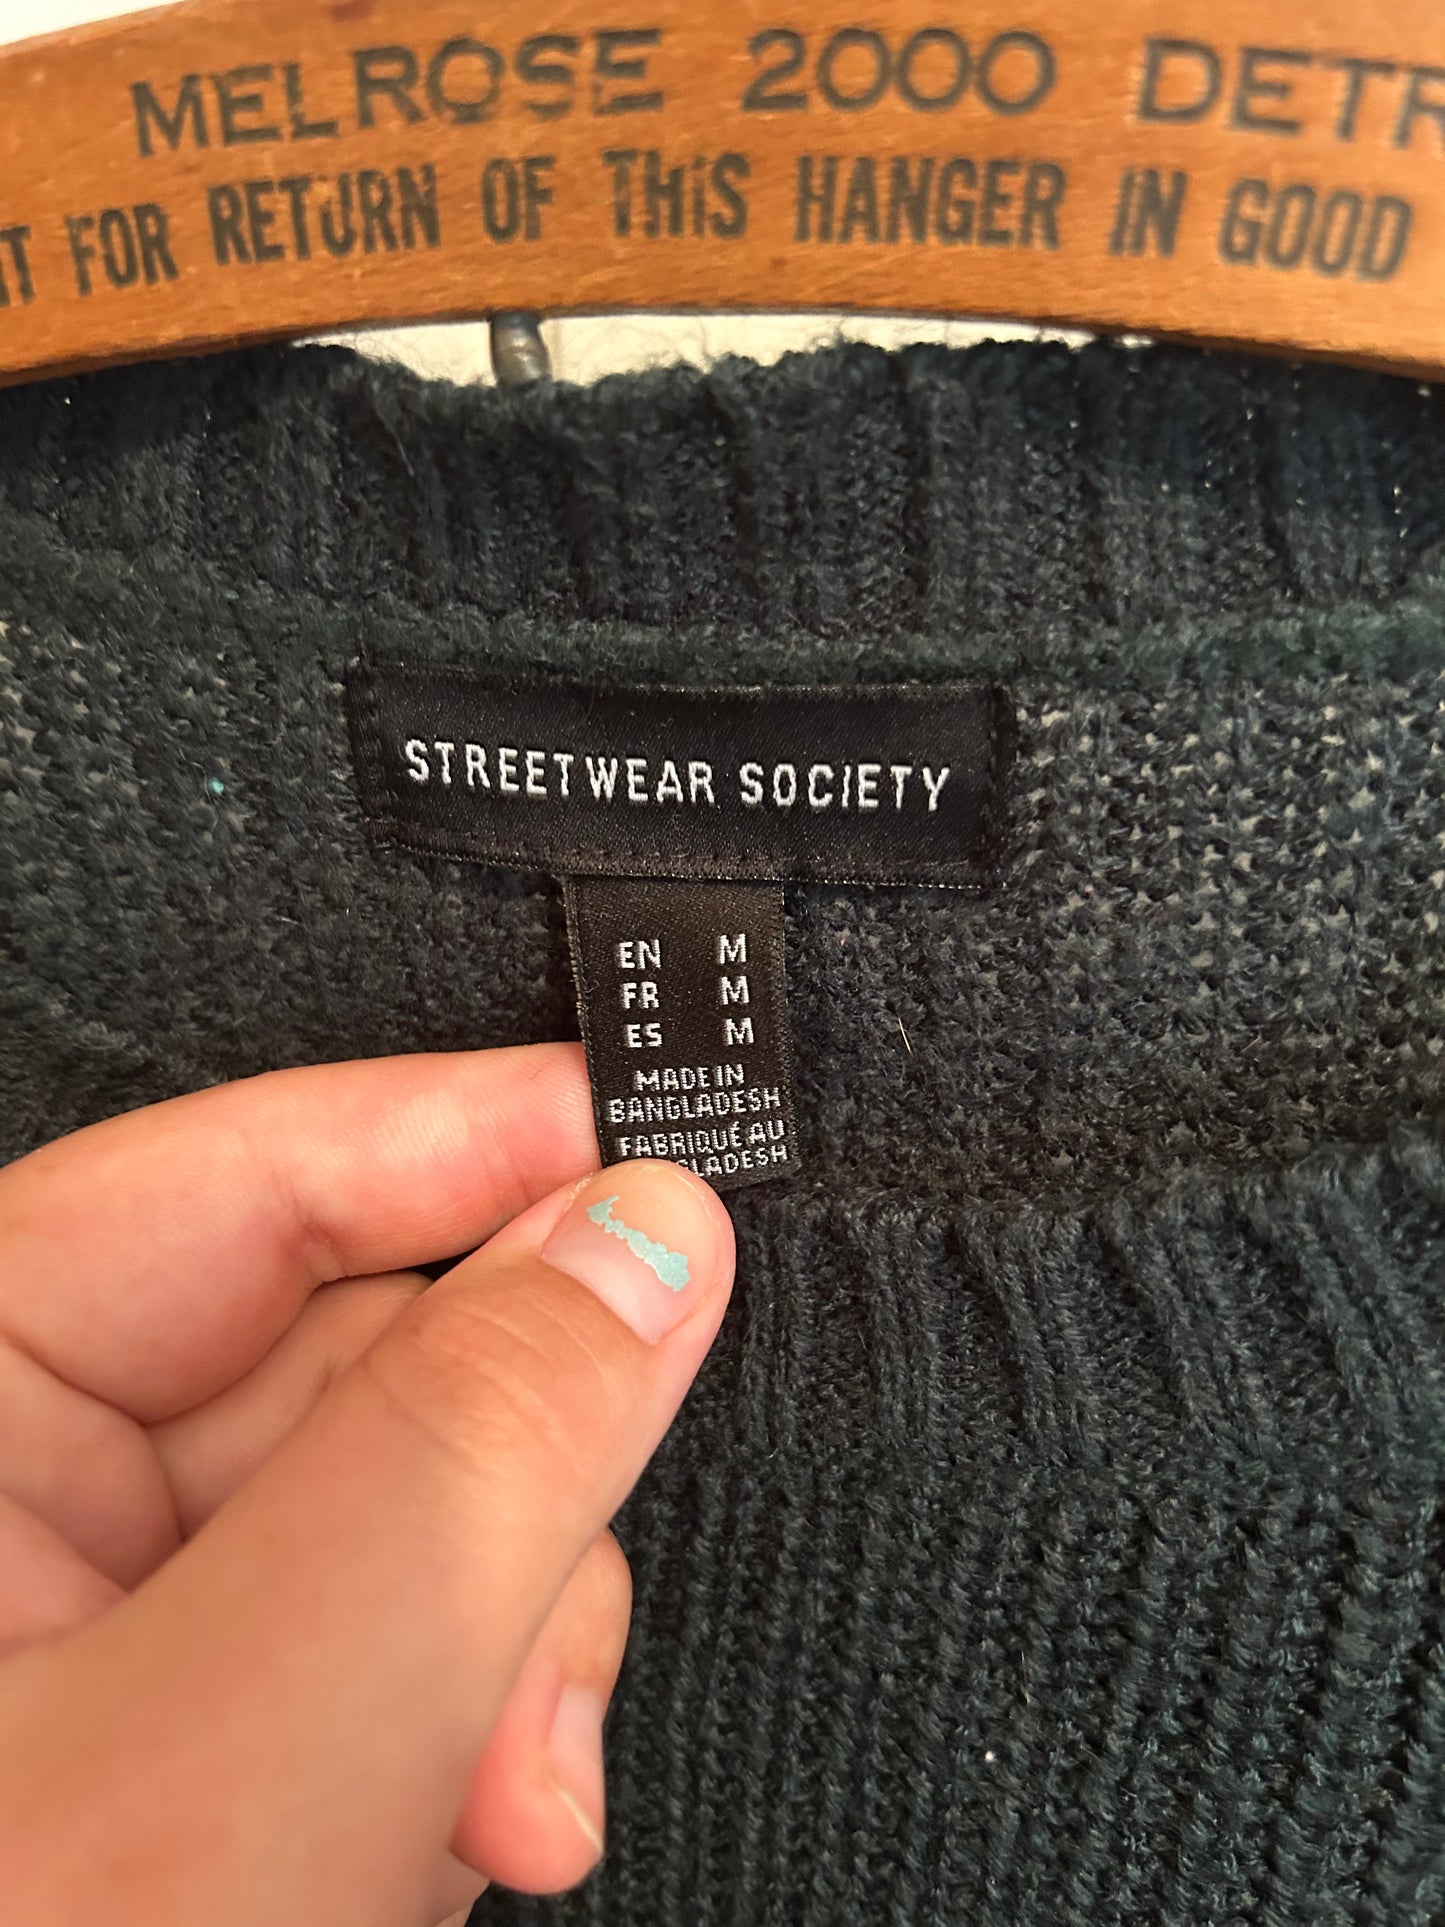 MELROSE 2000 DETR
T FOR RETURN OF THIS HANGER IN GOOD
STREETWEAR SOCIETY
EN M
FR M
ES M
MADE IN
BANGLADESH
FABRIQUÉ AU
GLADESH